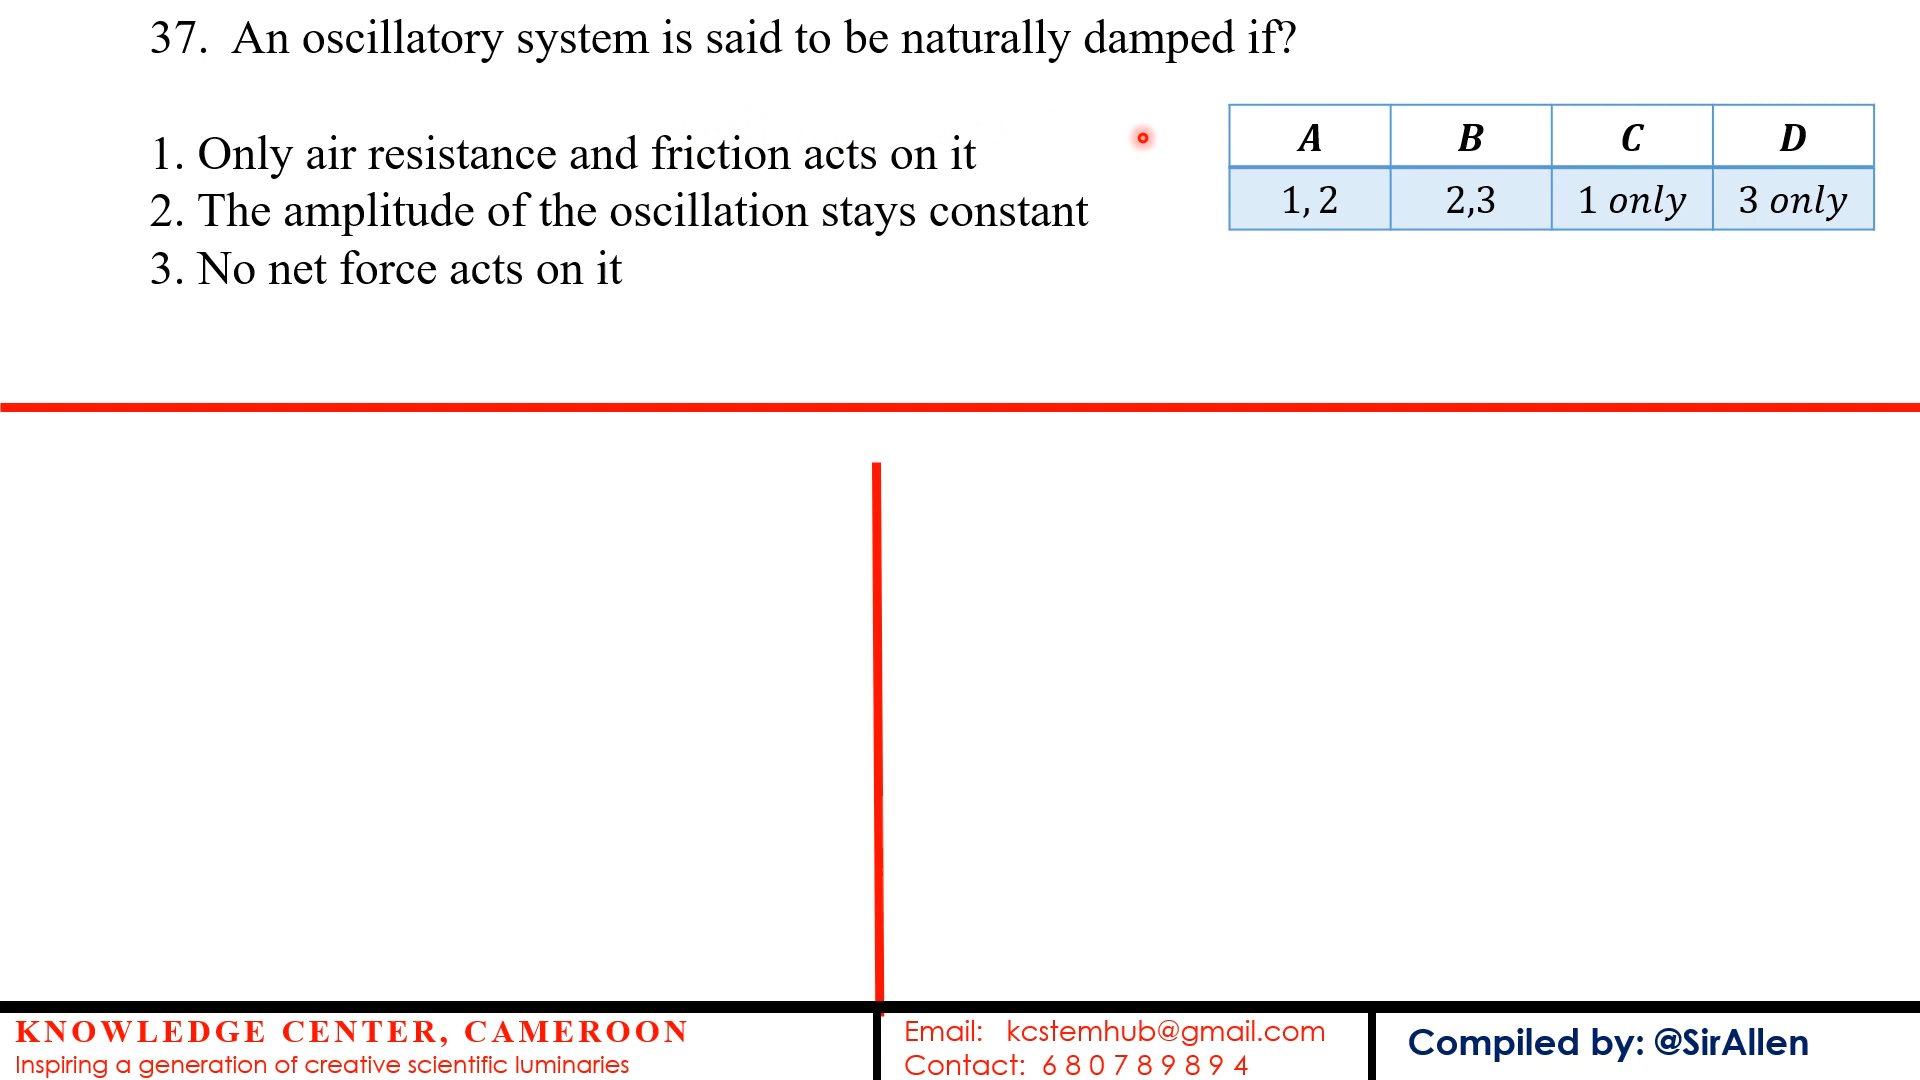 37. An oscillatory system is said to be naturally damped if?
1. Only air resistance and friction acts on it
2. The amplitude of the oscillation stays constant
3. No net force acts on it
A B C D
1, 2 2,3 1 only 3 only
KNOWLEDGE CENTER, CAMEROON
Inspiring a generation of creative scientific luminaries
Email: kcstemhub@gmail.com
Contact: 6 8 0 7 8 9 8 9 4
Compiled by: @SirAllen